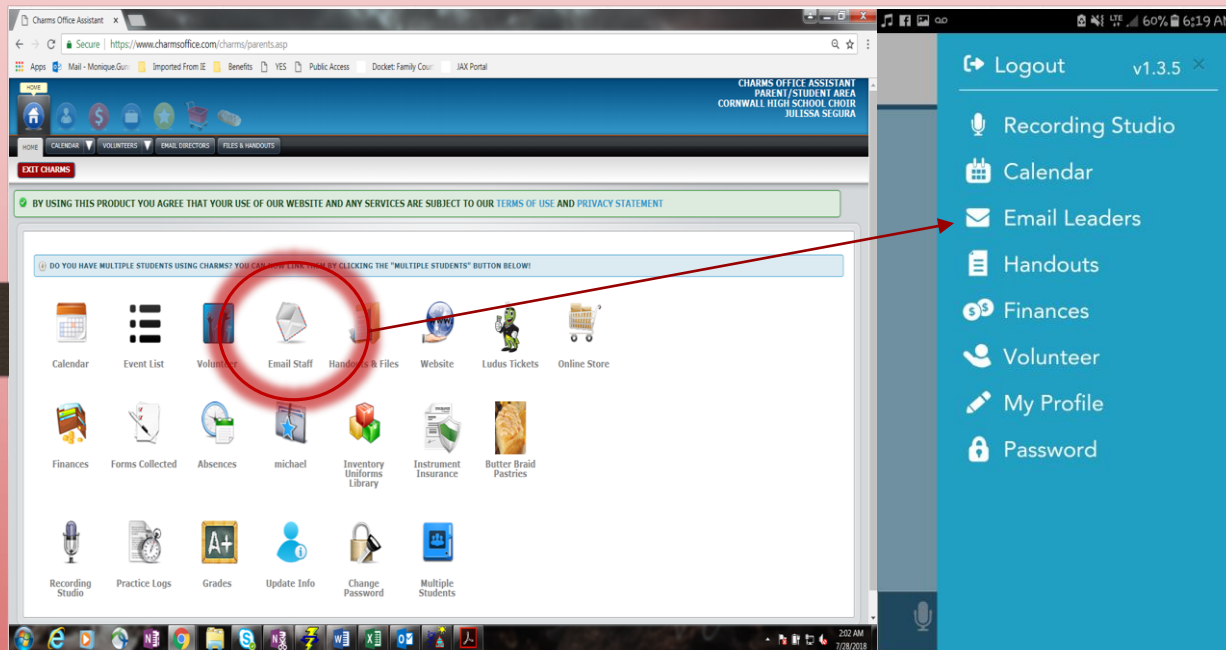 Charms Office Assistant
Secure | https://www.charmsoffice.com/charms/parents.asp
Apps Mail - Monique.Gun Imported From IE Benefits YES Public Access Docket: Family Cour JAX Portal
CHARMS OFFICE ASSISTANT
PARENT/STUDENT AREA
CORNWALL HIGH SCHOOL CHOIR
JULISSA SEGURA
HOME
HOME CALENDAR VOLUNTEERS EMAIL DIRECTORS FILES & HANDOUTS
EXIT CHARMS
BY USING THIS PRODUCT YOU AGREE THAT YOUR USE OF OUR WEBSITE AND ANY SERVICES ARE SUBJECT TO OUR TERMS OF USE AND PRIVACY STATEMENT
DO YOU HAVE MULTIPLE STUDENTS USING CHARMS? YOU CAN NOW LINK THEM BY CLICKING THE "MULTIPLE STUDENTS" BUTTON BELOW!
Calendar Event List Volunteer Email Staff Handouts & Files Website Ludus Tickets Online Store
Finances Forms Collected Absences michael Inventory Uniforms Library Instrument Insurance Butter Braid Pastries
A+
Recording Studio Practice Logs Grades Update Info Change Password Multiple Students
2:02 AM
7/28/2018
LTE 60% 6:19 AM
Logout v1.3.5
Recording Studio
Calendar
Email Leaders
Handouts
Finances
Volunteer
My Profile
Password